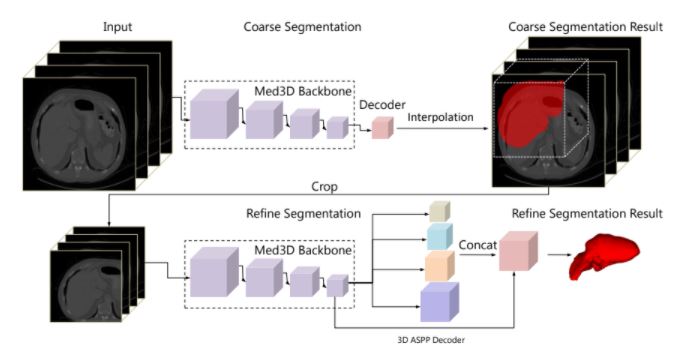 Input
Coarse Segmentation
Coarse Segmentation Result
Med3D Backbone
Decoder
Interpolation
Crop
Refine Segmentation
Refine Segmentation Result
Med3D Backbone
Concat
3D ASPP Decoder